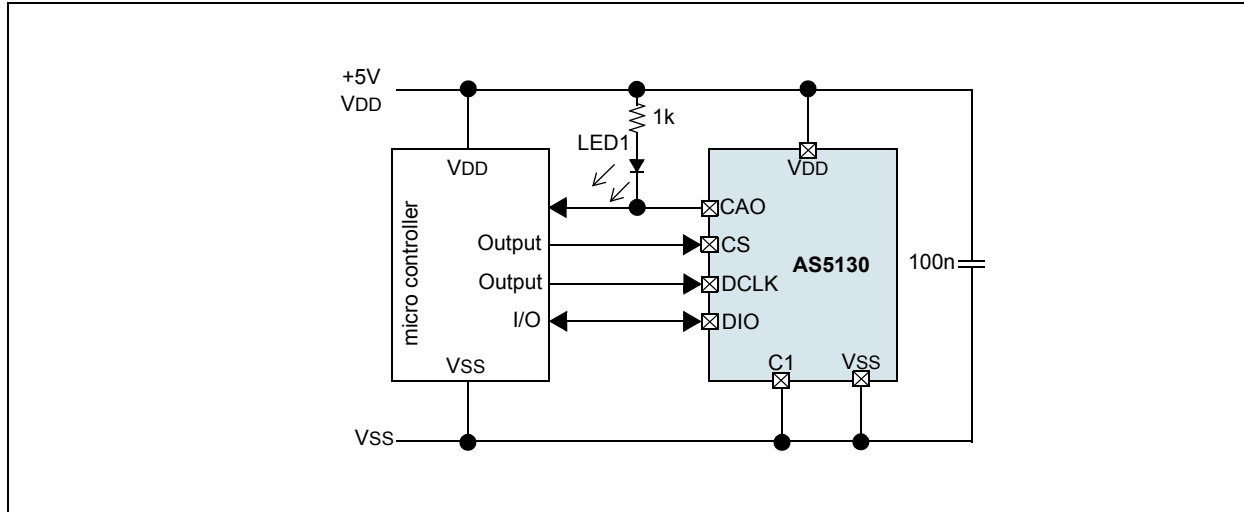 +5V
VDD
1k
LED1
VDD
VDD
micro controller
CAO
Output
CS
AS5130
100n
Output
DCLK
I/O
DIO
VSS
C1
VSS
VSS